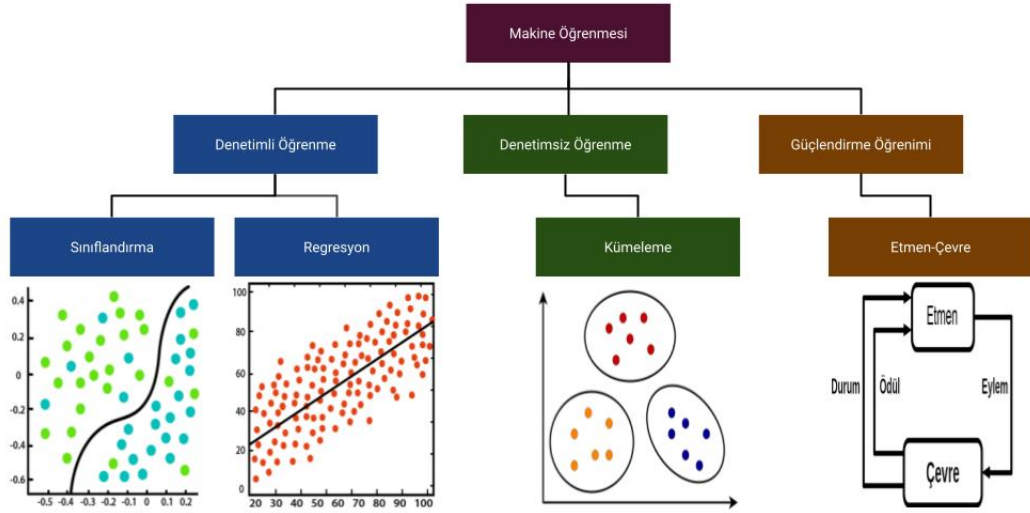 Makine Öğrenmesi
Denetimli Öğrenme
Denetimsiz Öğrenme
Güçlendirme Öğrenimi
Sınıflandırma
Regresyon
Kümeleme
Etmen-Çevre
0.4
0.2
0
-0.2
-0.4
-0.6
-0.5 -0.4 -0.3 -0.2 -0.1 0 0.1 0.2
100
80
60
40
20
0
20 30 40 50 60 70 80 90 100
Etmen
Durum
Ödül
Eylem
Çevre